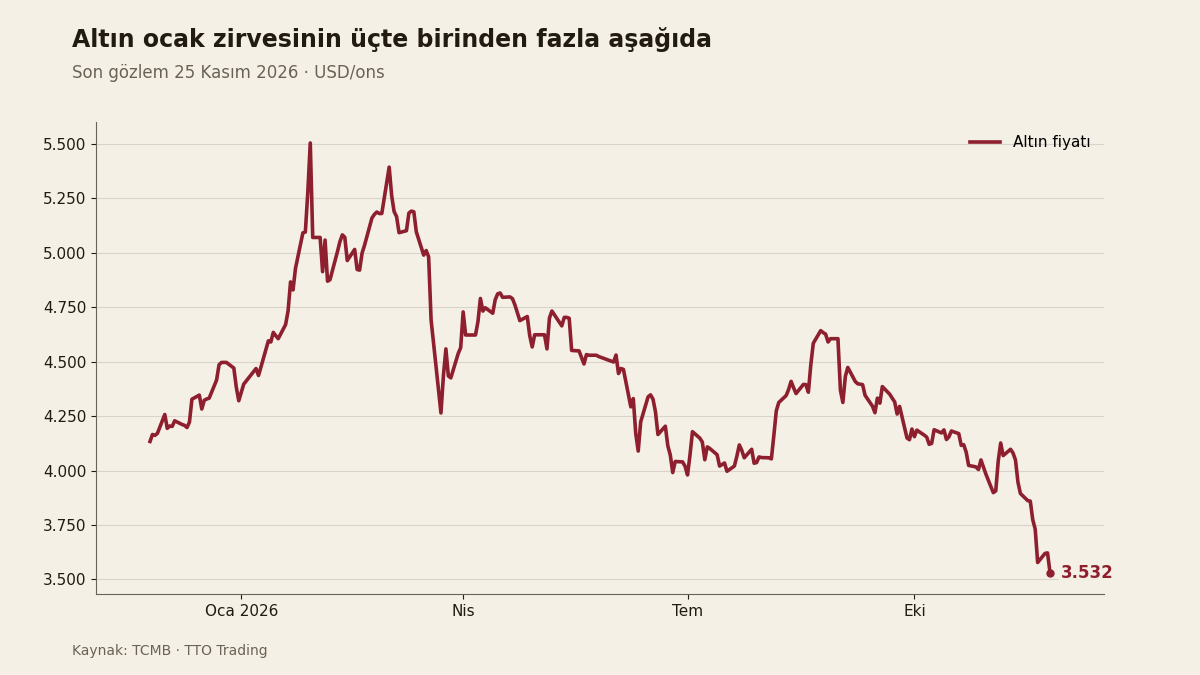 Altın ocak zirvesinin üçte birinden fazla aşağıda
Son gözlem 25 Kasım 2026 · USD/ons
Altın fiyatı
5.500
5.250
5.000
4.750
4.500
4.250
4.000
3.750
3.500
3.532
Oca 2026
Nis
Tem
Eki
Kaynak: TCMB · TTO Trading